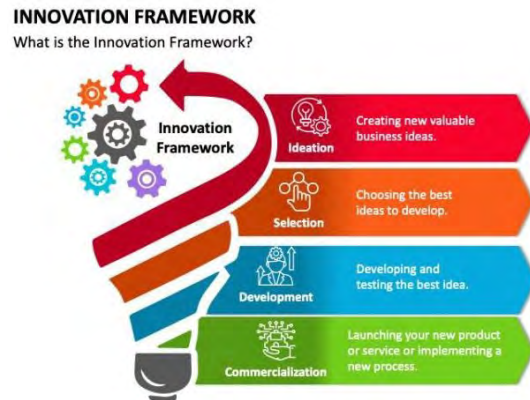 INNOVATION FRAMEWORK
What is the Innovation Framework?
Innovation
Framework
Ideation
Creating new valuable
business ideas.
Selection
Choosing the best
ideas to develop.
Development
Developing and
testing the best idea.
Commercialization
Launching your new product
or service or implementing a
new process.